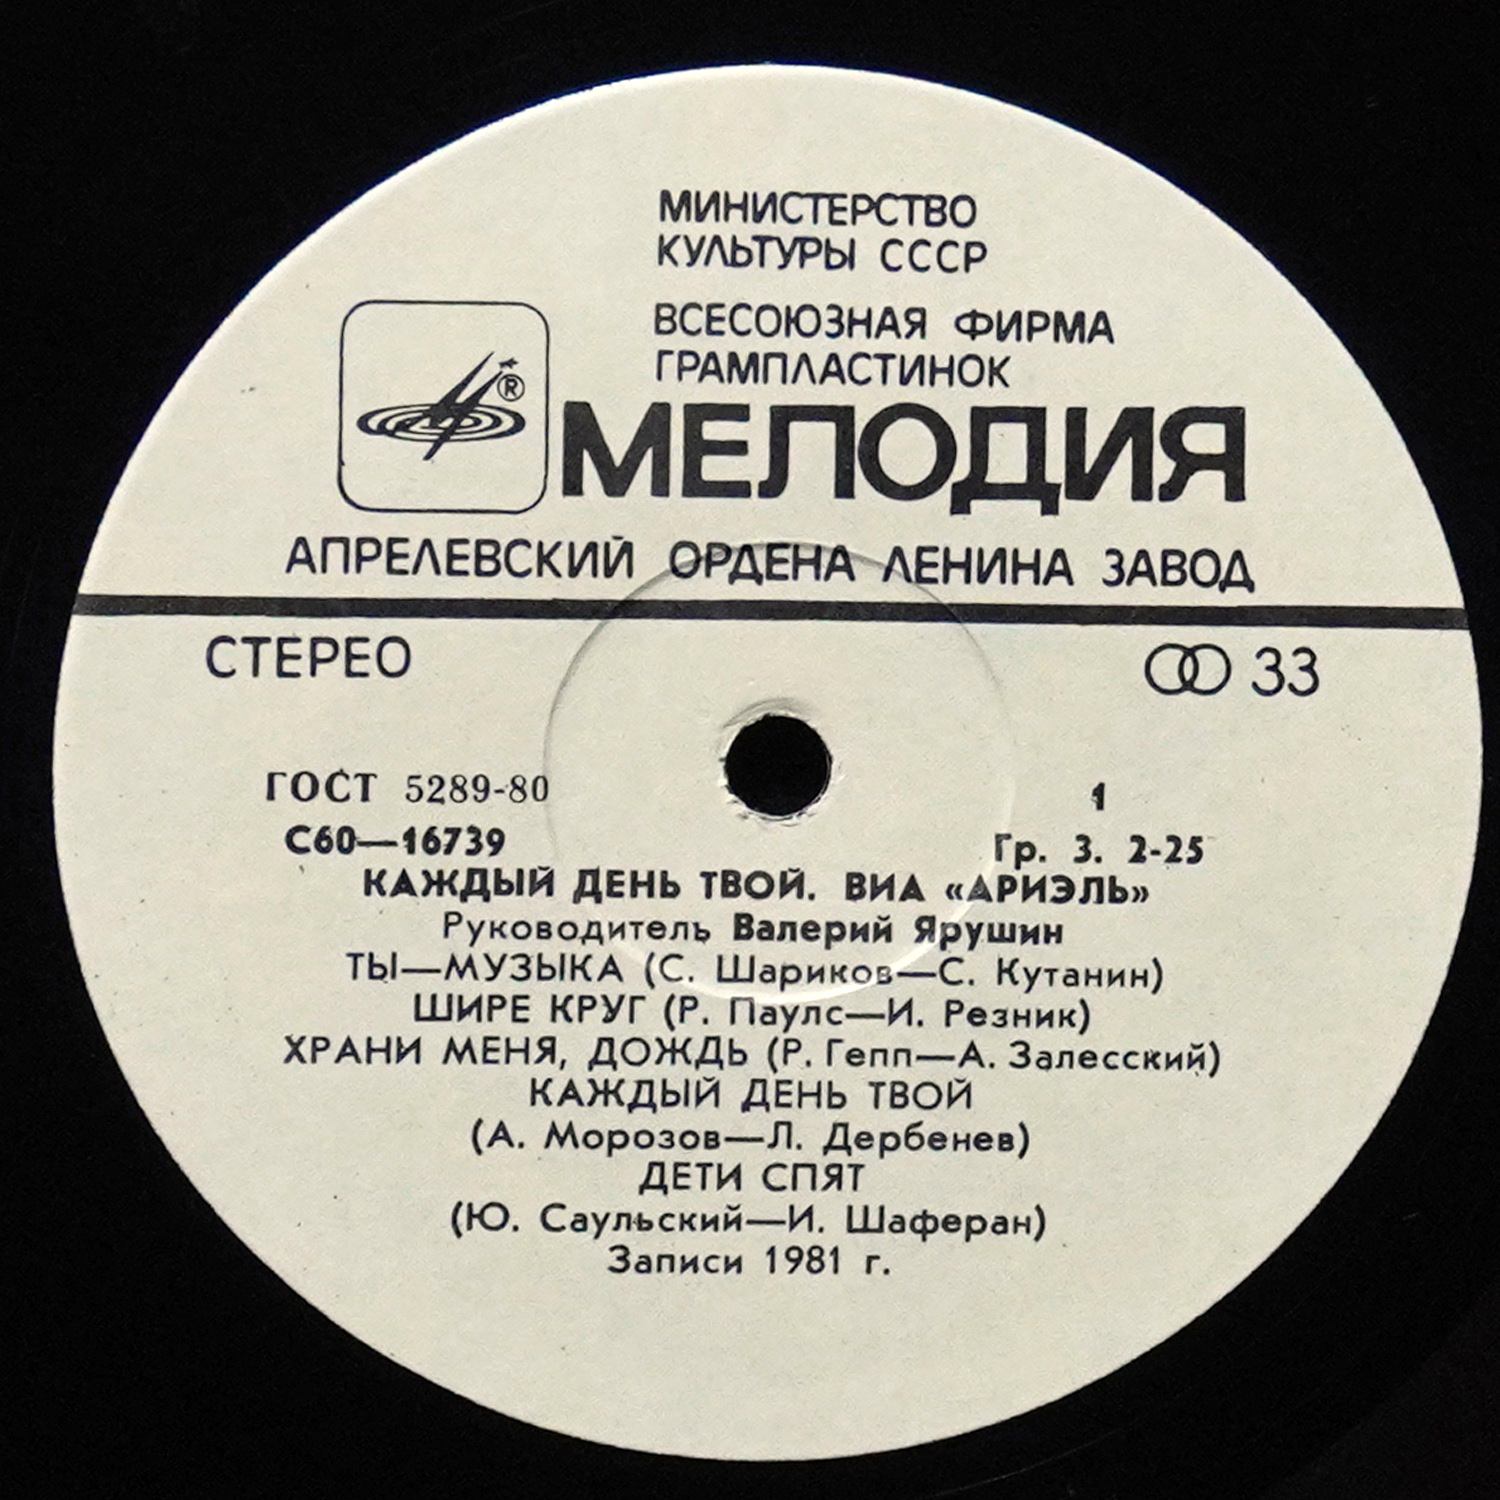 МИНИСТЕРСТВО
КУЛЬТУРЫ СССР
ВСЕСОЮЗНАЯ ФИРМА
ГРАМПЛАСТИНОК
®
МЕЛОДИЯ
АПРЕЛЕВСКИЙ ОРДЕНА ЛЕНИНА ЗАВОД
СТЕРЕО
33
ГОСТ 5289-80
1
С60—16739
Гр. 3. 2-25
КАЖДЫЙ ДЕНЬ ТВОЙ. ВИА «АРИЭЛЬ»
Руководитель Валерий Ярушин
ТЫ—МУЗЫКА (С. Шариков—С. Кутанин)
ШИРЕ КРУГ (Р. Паулс—И. Резник)
ХРАНИ МЕНЯ, ДОЖДЬ (Р. Гепп—А. Залесский)
КАЖДЫЙ ДЕНЬ ТВОЙ
(А. Морозов—Л. Дербенев)
ДЕТИ СПЯТ
(Ю. Саульский—И. Шаферан)
Записи 1981 г.